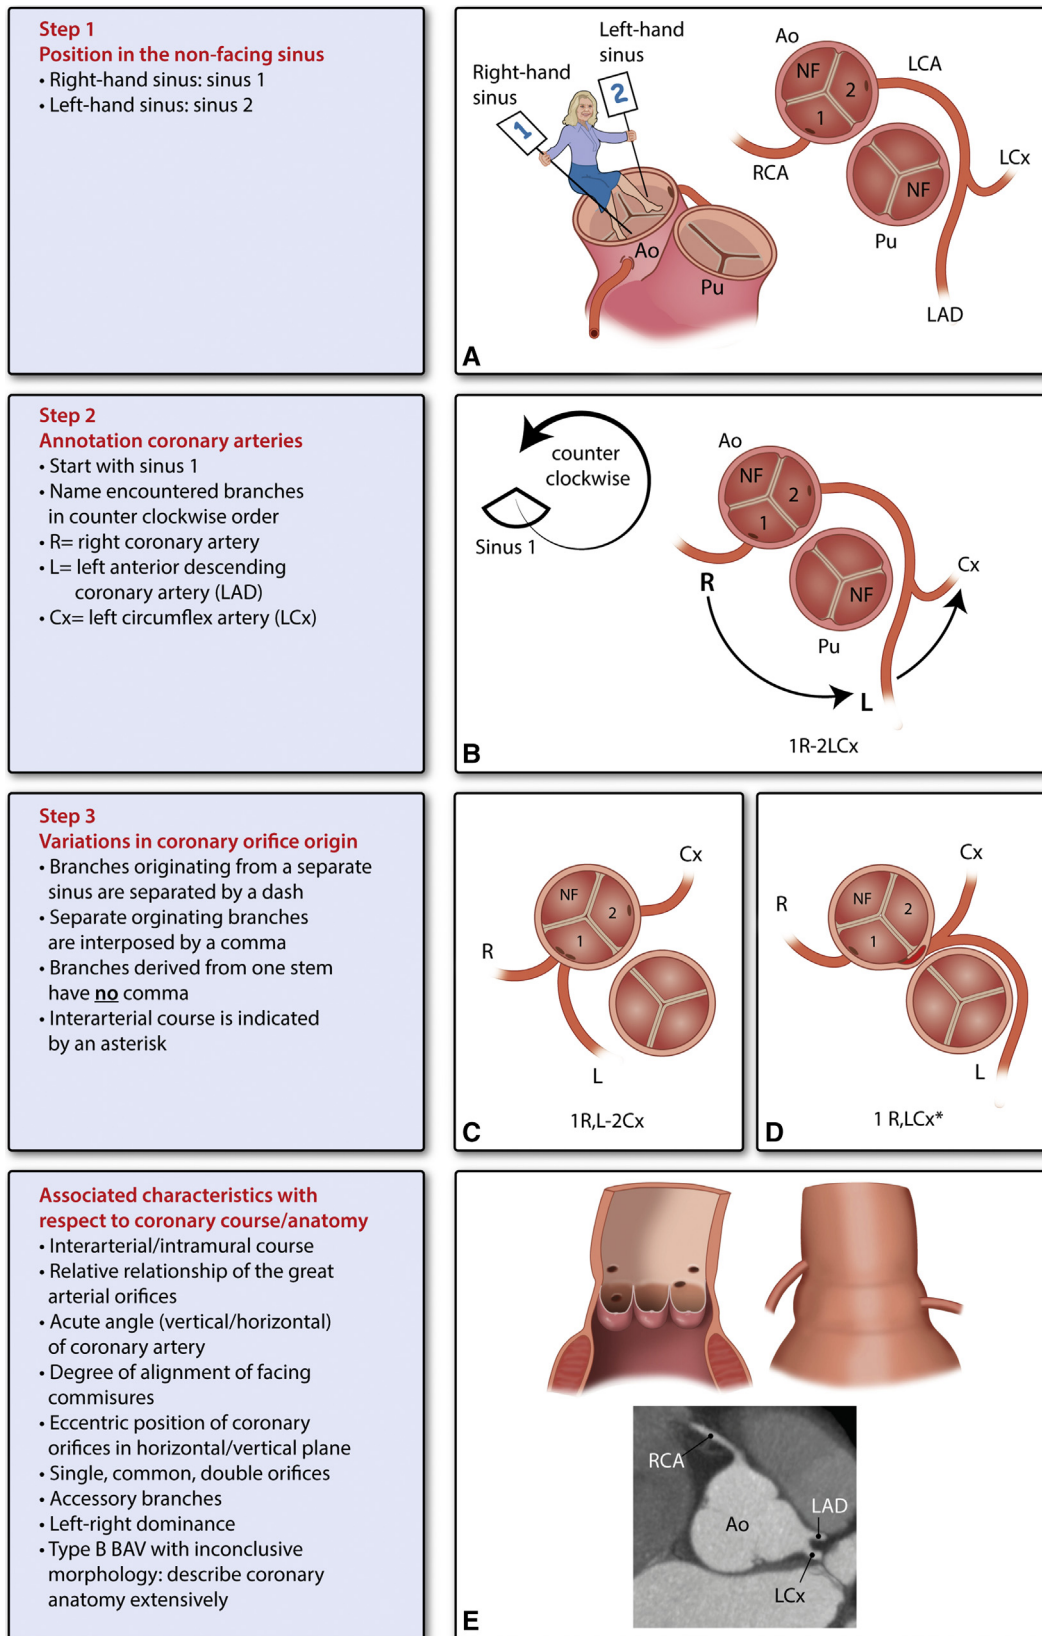 Step 1
Position in the non-facing sinus
• Right-hand sinus: sinus 1
• Left-hand sinus: sinus 2
Left-hand
sinus
Right-hand
sinus
1
2
Ao
Pu
Ao
NF
2
1
LCA
RCA
LCx
NF
Pu
LAD
A
Step 2
Annotation coronary arteries
• Start with sinus 1
• Name encountered branches
in counter clockwise order
• R= right coronary artery
• L= left anterior descending
coronary artery (LAD)
• Cx= left circumflex artery (LCx)
counter
clockwise
Sinus 1
Ao
NF
2
1
R
Cx
NF
Pu
L
1R-2LCx
B
Step 3
Variations in coronary orifice origin
• Branches originating from a separate
sinus are separated by a dash
• Separate orginating branches
are interposed by a comma
• Branches derived from one stem
have no comma
• Interarterial course is indicated
by an asterisk
Cx
NF
2
1
R
L
1R,L-2Cx
C
Cx
R
NF
2
1
L
1 R,LCx*
D
Associated characteristics with
respect to coronary course/anatomy
• Interarterial/intramural course
• Relative relationship of the great
arterial orifices
• Acute angle (vertical/horizontal)
of coronary artery
• Degree of alignment of facing
commisures
• Eccentric position of coronary
orifices in horizontal/vertical plane
• Single, common, double orifices
• Accessory branches
• Left-right dominance
• Type B BAV with inconclusive
morphology: describe coronary
anatomy extensively
RCA
LAD
Ao
LCx
E